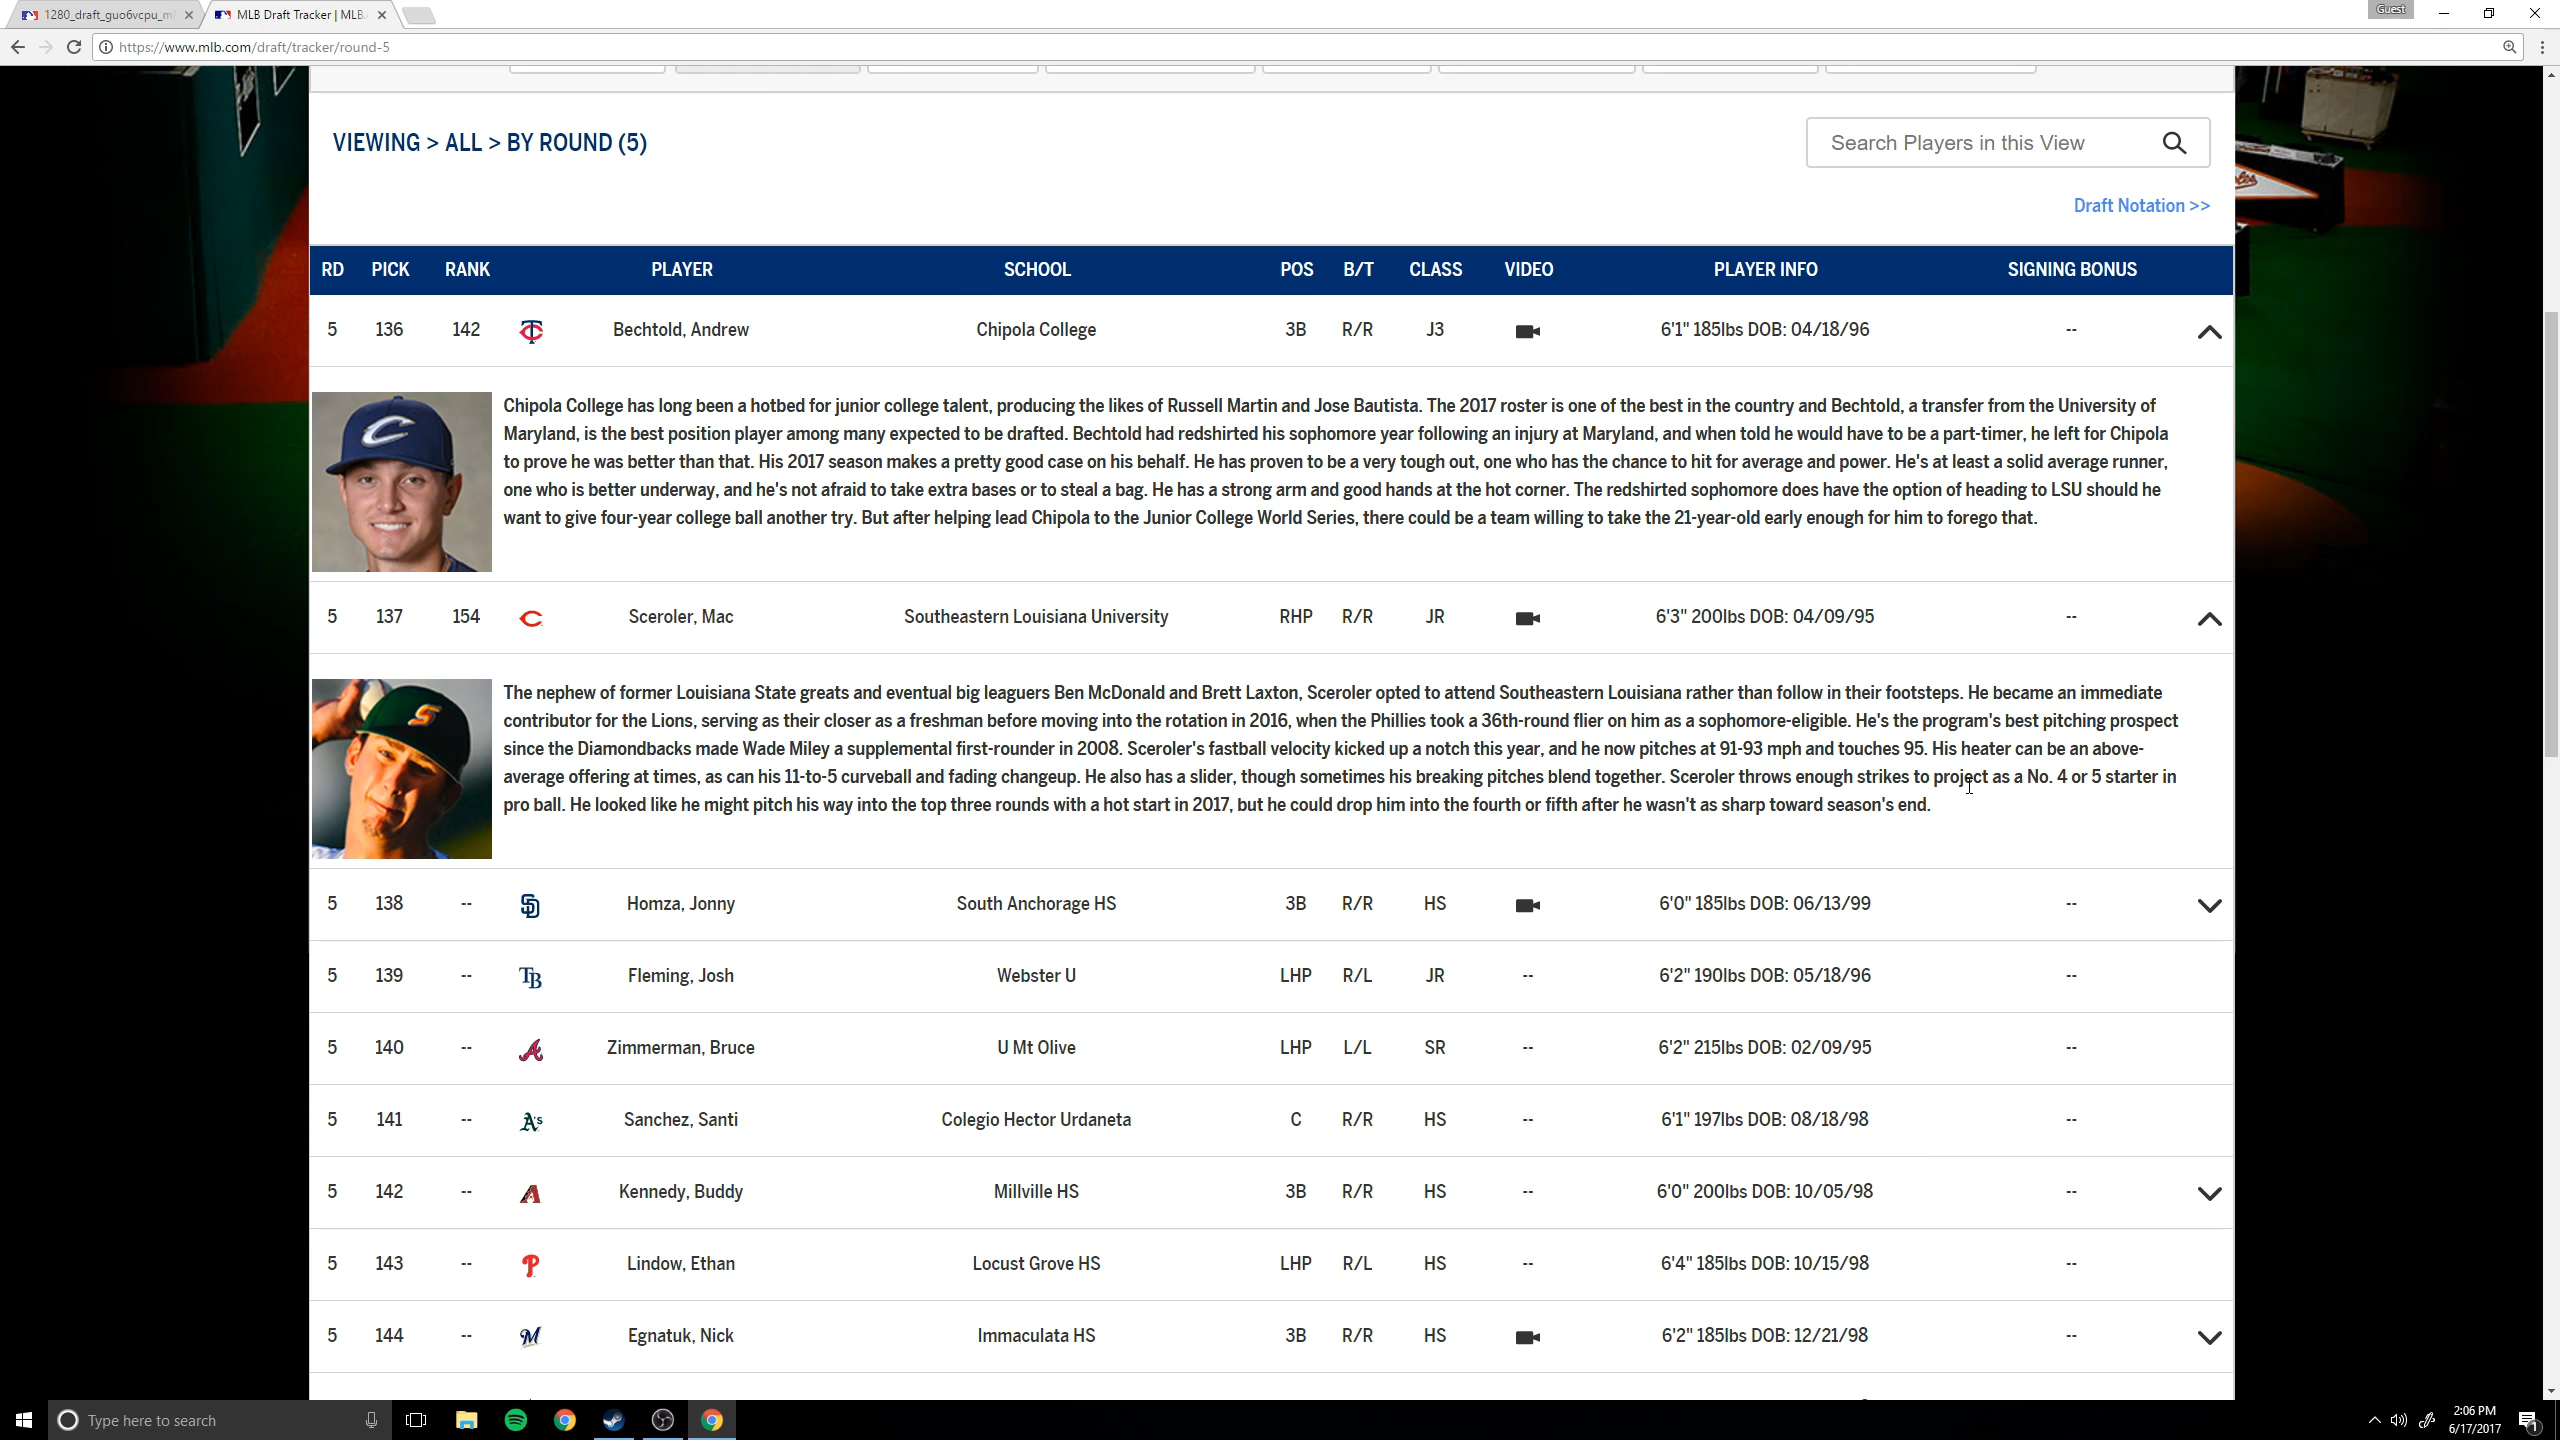 1280_draft_guo6vcpu_m
MLB Draft Tracker | MLB.
Guest
https://www.mlb.com/draft/tracker/round-5
VIEWING > ALL > BY ROUND (5)
Search Players in this View
Draft Notation >>
RD PICK RANK PLAYER SCHOOL POS B/T CLASS VIDEO PLAYER INFO SIGNING BONUS
5 136 142 Bechtold, Andrew Chipola College 3B R/R J3 6'1" 185lbs DOB: 04/18/96 --
Chipola College has long been a hotbed for junior college talent, producing the likes of Russell Martin and Jose Bautista. The 2017 roster is one of the best in the country and Bechtold, a transfer from the University of
Maryland, is the best position player among many expected to be drafted. Bechtold had redshirted his sophomore year following an injury at Maryland, and when told he would have to be a part-timer, he left for Chipola
to prove he was better than that. His 2017 season makes a pretty good case on his behalf. He has proven to be a very tough out, one who has the chance to hit for average and power. He's at least a solid average runner,
one who is better underway, and he's not afraid to take extra bases or to steal a bag. He has a strong arm and good hands at the hot corner. The redshirted sophomore does have the option of heading to LSU should he
want to give four-year college ball another try. But after helping lead Chipola to the Junior College World Series, there could be a team willing to take the 21-year-old early enough for him to forego that.
5 137 154 Sceroler, Mac Southeastern Louisiana University RHP R/R JR 6'3" 200lbs DOB: 04/09/95 --
The nephew of former Louisiana State greats and eventual big leaguers Ben McDonald and Brett Laxton, Sceroler opted to attend Southeastern Louisiana rather than follow in their footsteps. He became an immediate
contributor for the Lions, serving as their closer as a freshman before moving into the rotation in 2016, when the Phillies took a 36th-round flier on him as a sophomore-eligible. He's the program's best pitching prospect
since the Diamondbacks made Wade Miley a supplemental first-rounder in 2008. Sceroler's fastball velocity kicked up a notch this year, and he now pitches at 91-93 mph and touches 95. His heater can be an above-
average offering at times, as can his 11-to-5 curveball and fading changeup. He also has a slider, though sometimes his breaking pitches blend together. Sceroler throws enough strikes to project as a No. 4 or 5 starter in
pro ball. He looked like he might pitch his way into the top three rounds with a hot start in 2017, but he could drop him into the fourth or fifth after he wasn't as sharp toward season's end.
5 138 -- Homza, Jonny South Anchorage HS 3B R/R HS 6'0" 185lbs DOB: 06/13/99 --
5 139 -- Fleming, Josh Webster U LHP R/L JR -- 6'2" 190lbs DOB: 05/18/96 --
5 140 -- Zimmerman, Bruce U Mt Olive LHP L/L SR -- 6'2" 215lbs DOB: 02/09/95 --
5 141 -- Sanchez, Santi Colegio Hector Urdaneta C R/R HS -- 6'1" 197lbs DOB: 08/18/98 --
5 142 -- Kennedy, Buddy Millville HS 3B R/R HS -- 6'0" 200lbs DOB: 10/05/98 --
5 143 -- Lindow, Ethan Locust Grove HS LHP R/L HS -- 6'4" 185lbs DOB: 10/15/98 --
5 144 -- Egnatuk, Nick Immaculata HS 3B R/R HS 6'2" 185lbs DOB: 12/21/98 --
Type here to search
2:06 PM
6/17/2017
1